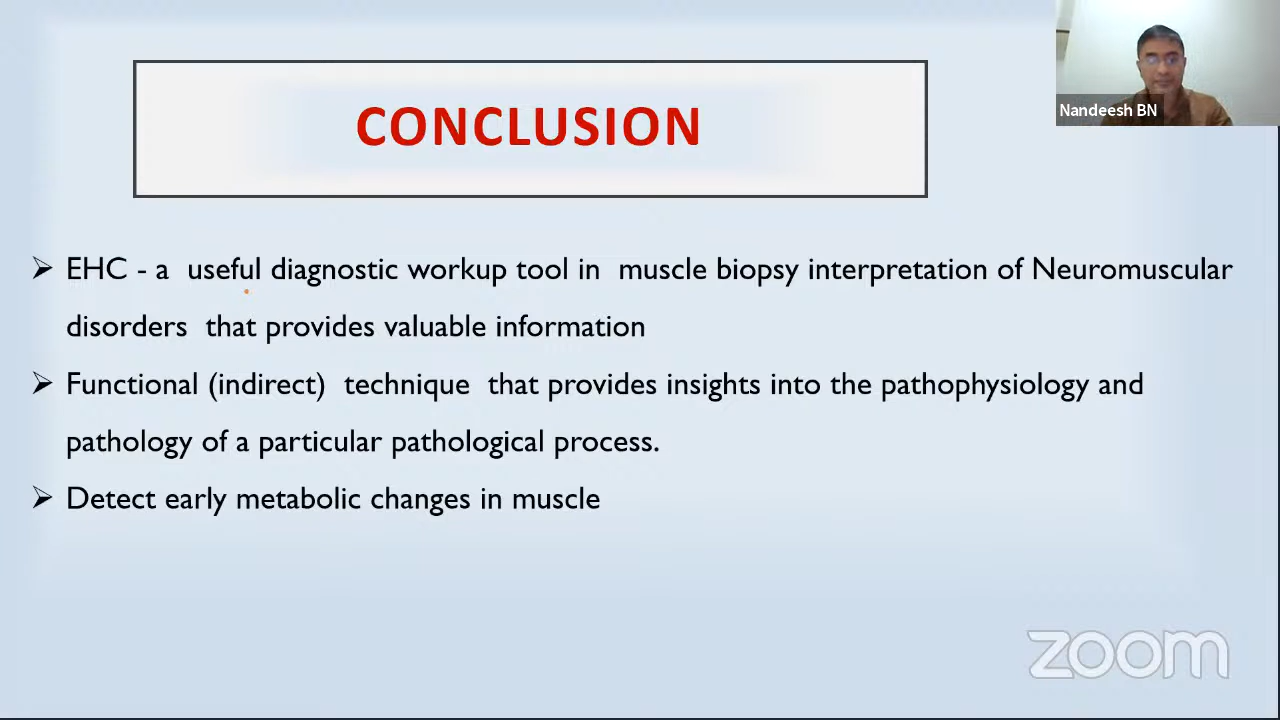 Nandeesh BN
CONCLUSION
➢ EHC - a useful diagnostic workup tool in muscle biopsy interpretation of Neuromuscular
disorders that provides valuable information
➢ Functional (indirect) technique that provides insights into the pathophysiology and
pathology of a particular pathological process.
➢ Detect early metabolic changes in muscle
zoom